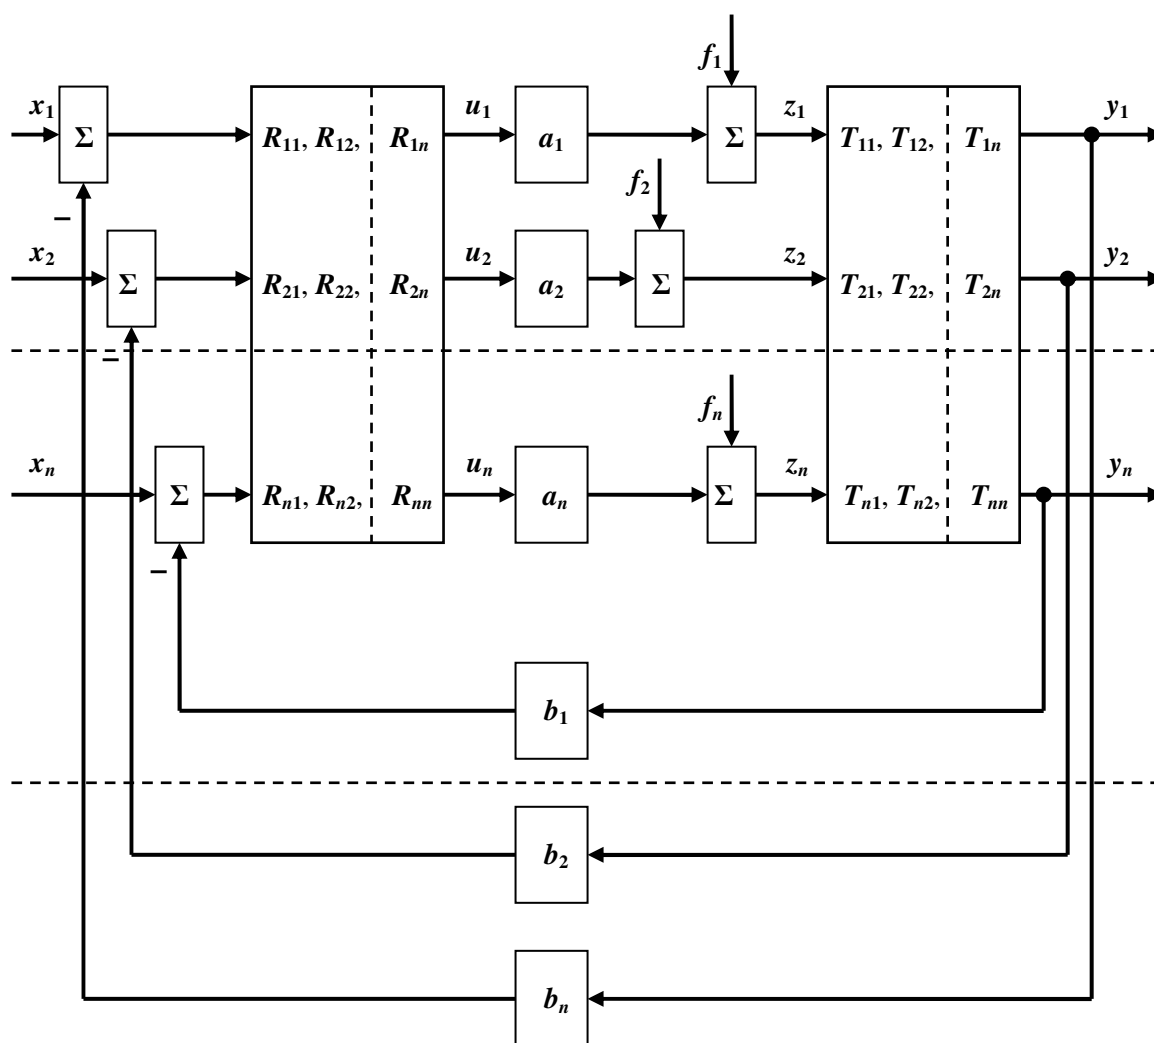 f₁
x₁ Σ R₁₁, R₁₂, R₁ₙ u₁ a₁ Σ z₁ T₁₁, T₁₂, T₁ₙ y₁
f₂
–
x₂ Σ R₂₁, R₂₂, R₂ₙ u₂ a₂ Σ z₂ T₂₁, T₂₂, T₂ₙ y₂
–
fₙ
xₙ Σ Rₙ₁, Rₙ₂, Rₙₙ uₙ aₙ Σ zₙ Tₙ₁, Tₙ₂, Tₙₙ yₙ
–
b₁
b₂
bₙ